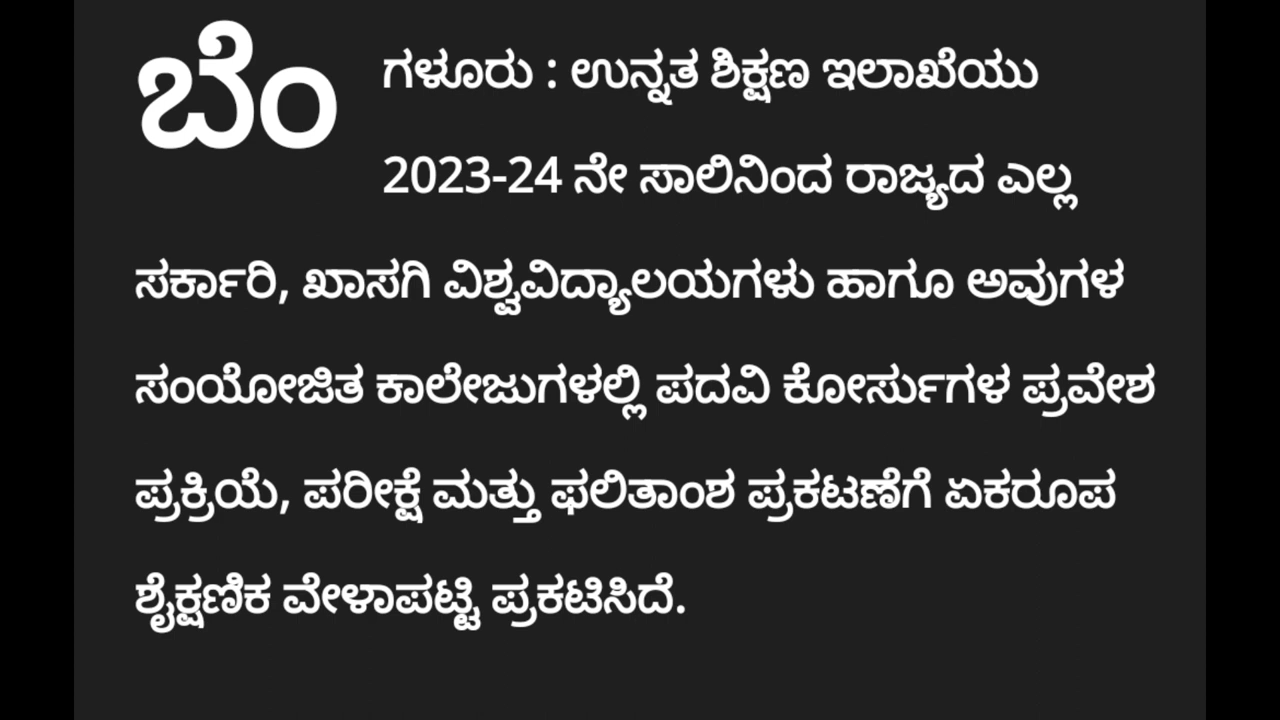 ಬೆಂಗಳೂರು : ಉನ್ನತ ಶಿಕ್ಷಣ ಇಲಾಖೆಯು
2023-24 ನೇ ಸಾಲಿನಿಂದ ರಾಜ್ಯದ ಎಲ್ಲ
ಸರ್ಕಾರಿ, ಖಾಸಗಿ ವಿಶ್ವವಿದ್ಯಾಲಯಗಳು ಹಾಗೂ ಅವುಗಳ
ಸಂಯೋಜಿತ ಕಾಲೇಜುಗಳಲ್ಲಿ ಪದವಿ ಕೋರ್ಸುಗಳ ಪ್ರವೇಶ
ಪ್ರಕ್ರಿಯೆ, ಪರೀಕ್ಷೆ ಮತ್ತು ಫಲಿತಾಂಶ ಪ್ರಕಟಣೆಗೆ ಏಕರೂಪ
ಶೈಕ್ಷಣಿಕ ವೇಳಾಪಟ್ಟಿ ಪ್ರಕಟಿಸಿದೆ.